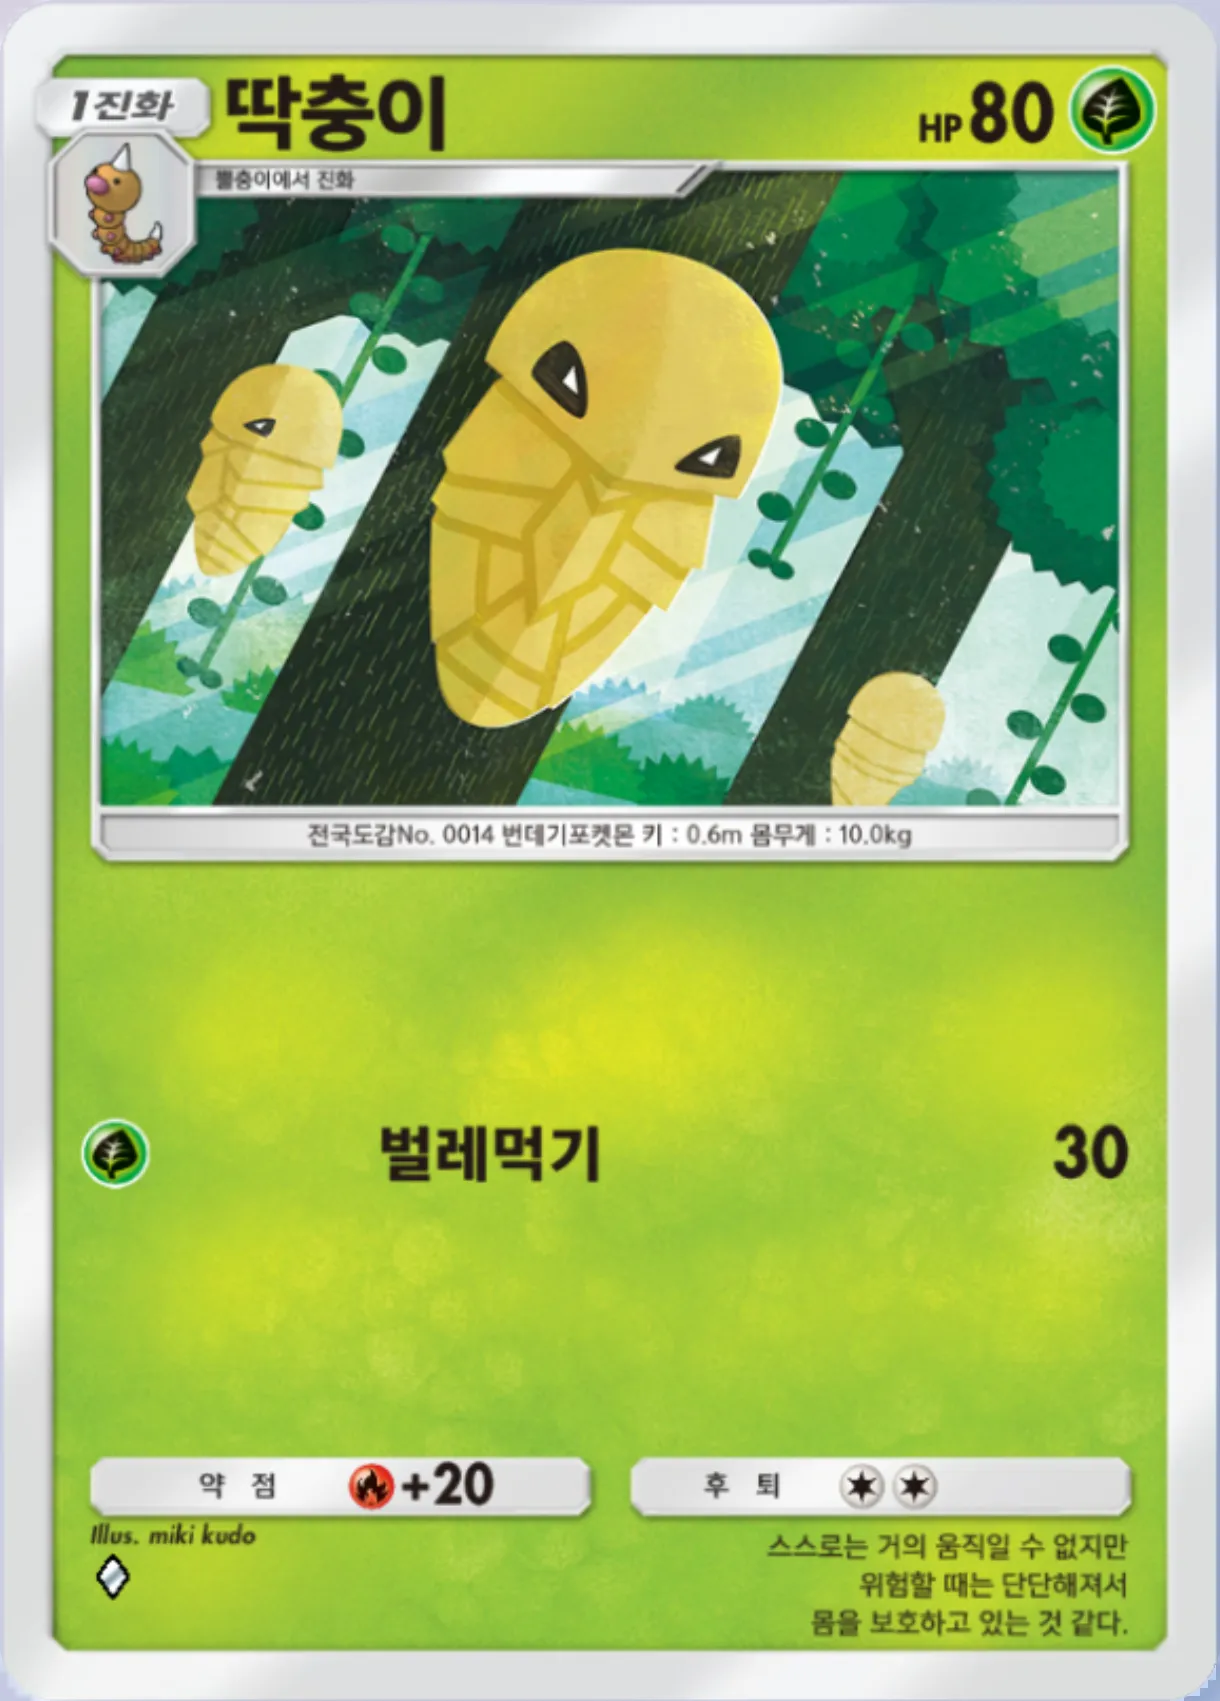 1진화
딱충이
HP 80
뿔충이에서 진화
전국도감No. 0014 번데기포켓몬 키 : 0.6m 몸무게 : 10.0kg
벌레먹기 30
약 점 +20
후 퇴
Illus. miki kudo
스스로는 거의 움직일 수 없지만
위험할 때는 단단해져서
몸을 보호하고 있는 것 같다.